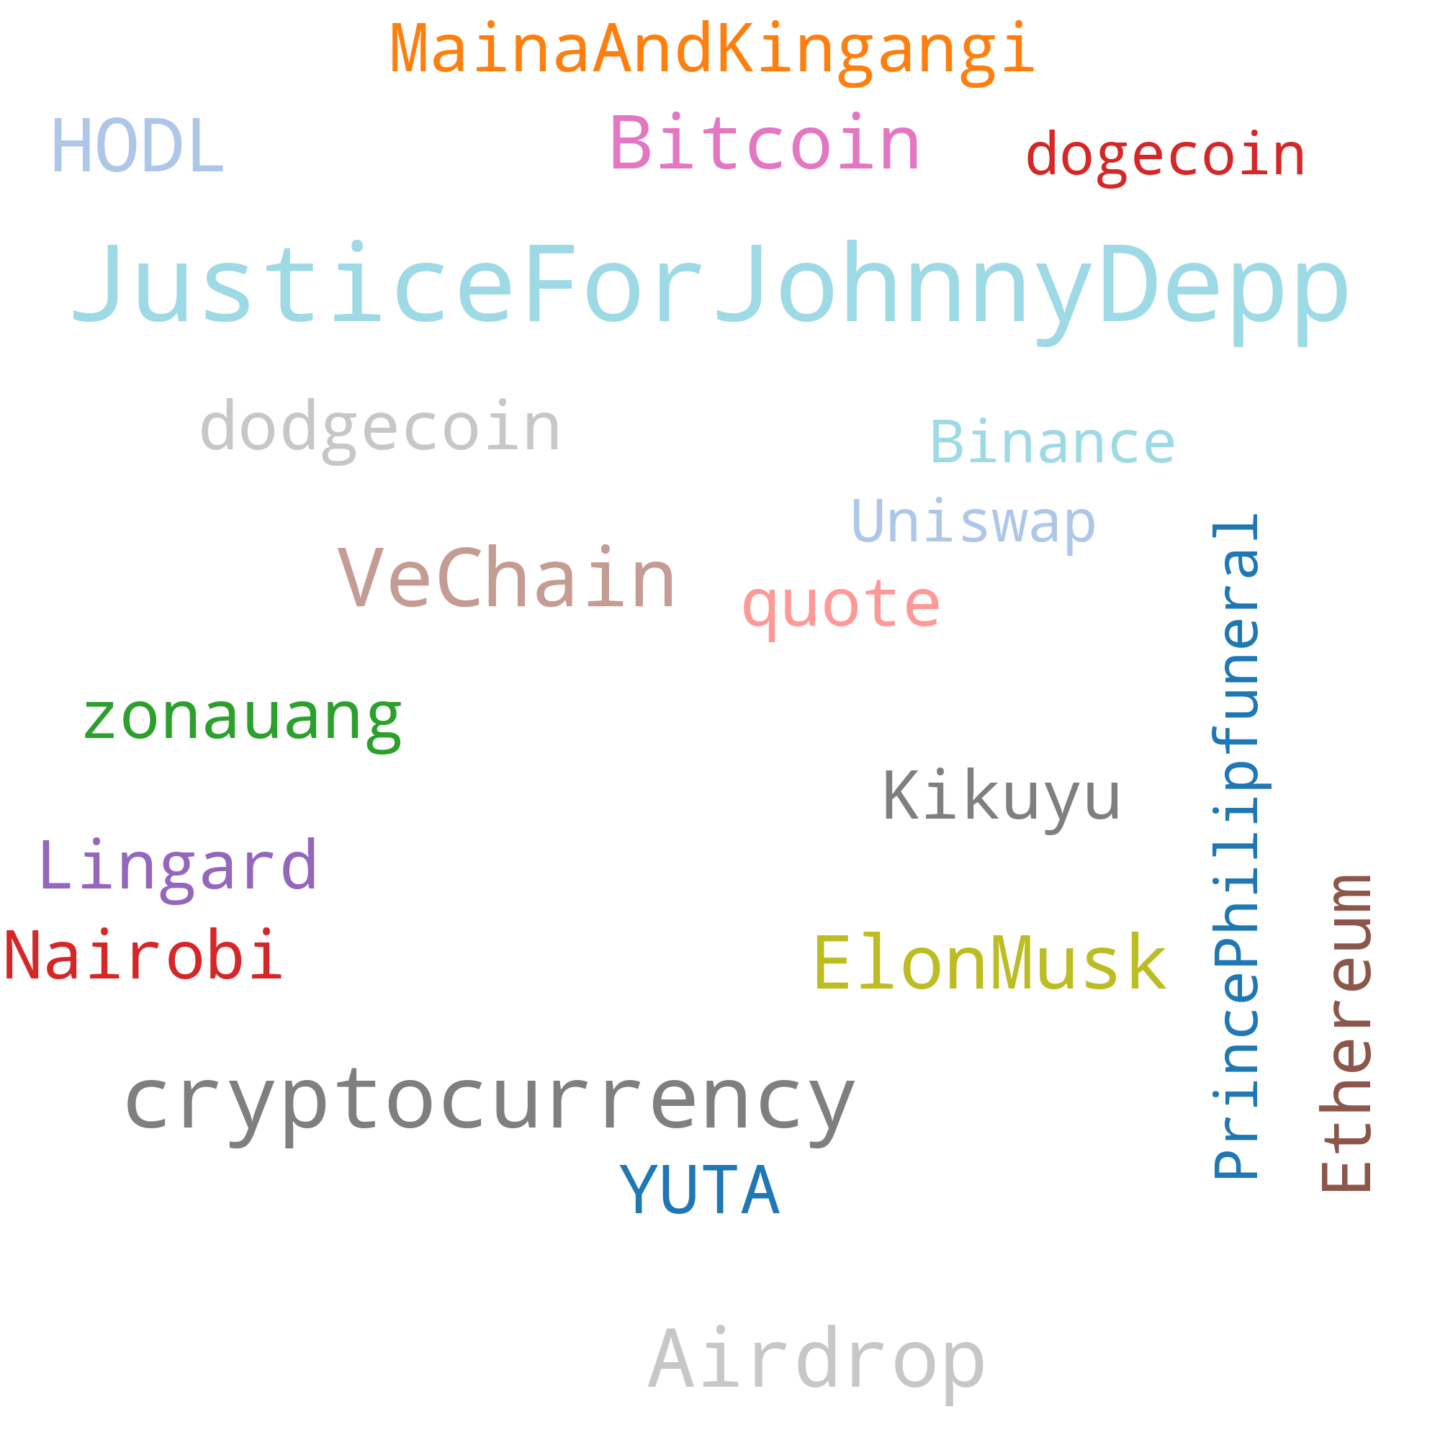 MainaAndKingangi
HODL
Bitcoin
dogecoin
JusticeForJohnnyDepp
dodgecoin
Binance
Uniswap
VeChain
quote
PrincePhilipfuneral
zonauang
Kikuyu
Lingard
Ethereum
Nairobi
ElonMusk
cryptocurrency
YUTA
Airdrop